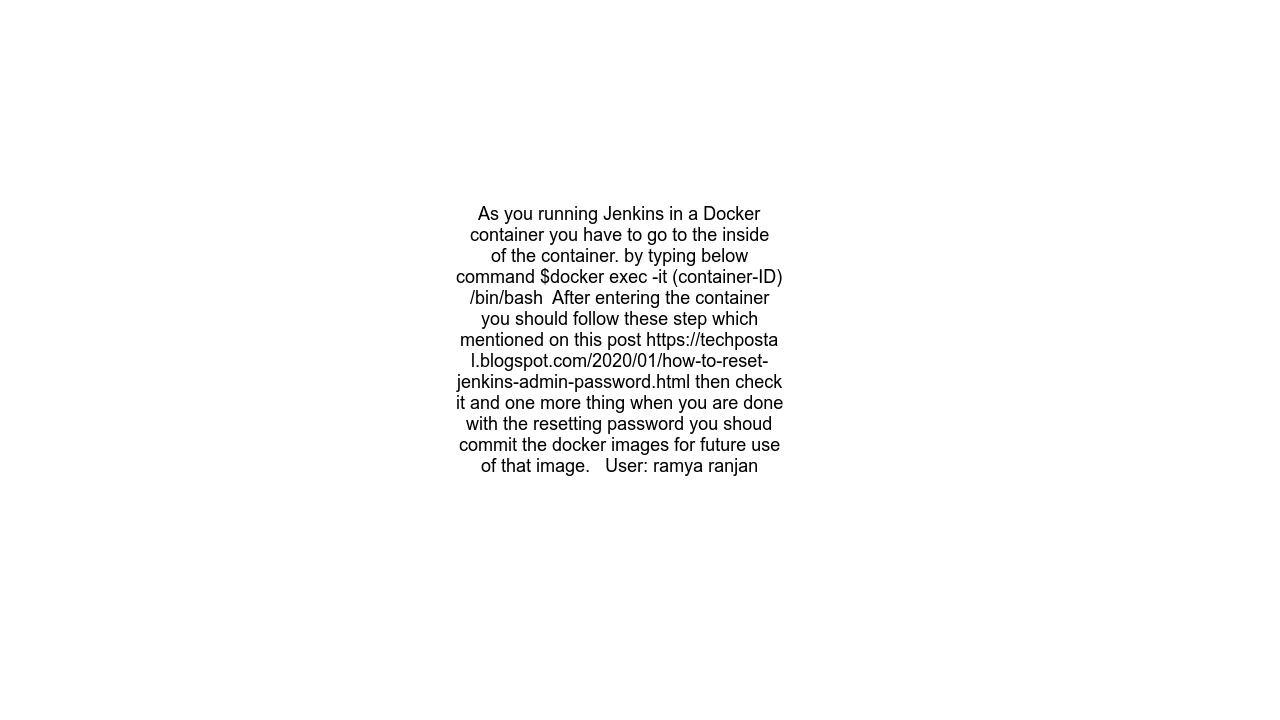 As you running Jenkins in a Docker
container you have to go to the inside
of the container. by typing below
command $docker exec -it (container-ID)
/bin/bash  After entering the container
you should follow these step which
mentioned on this post https://techposta
l.blogspot.com/2020/01/how-to-reset-
jenkins-admin-password.html then check
it and one more thing when you are done
with the resetting password you shoud
commit the docker images for future use
of that image.   User: ramya ranjan